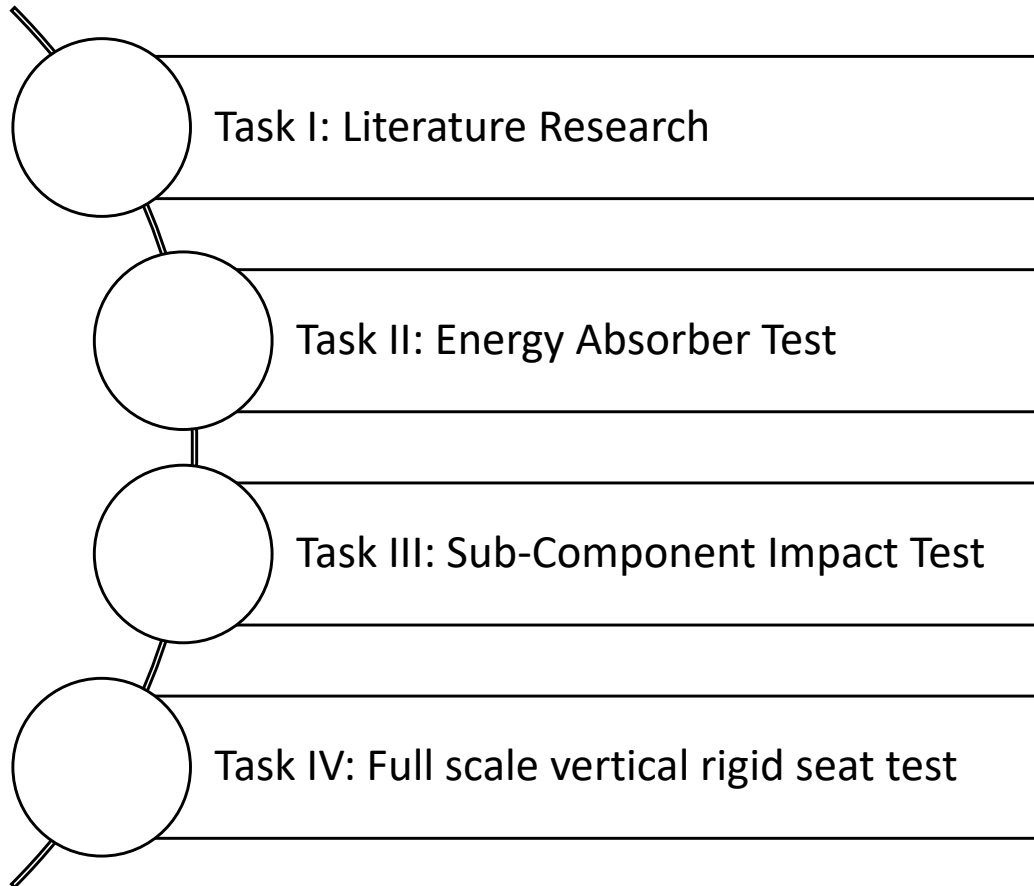 Task I: Literature Research
Task II: Energy Absorber Test
Task III: Sub-Component Impact Test
Task IV: Full scale vertical rigid seat test